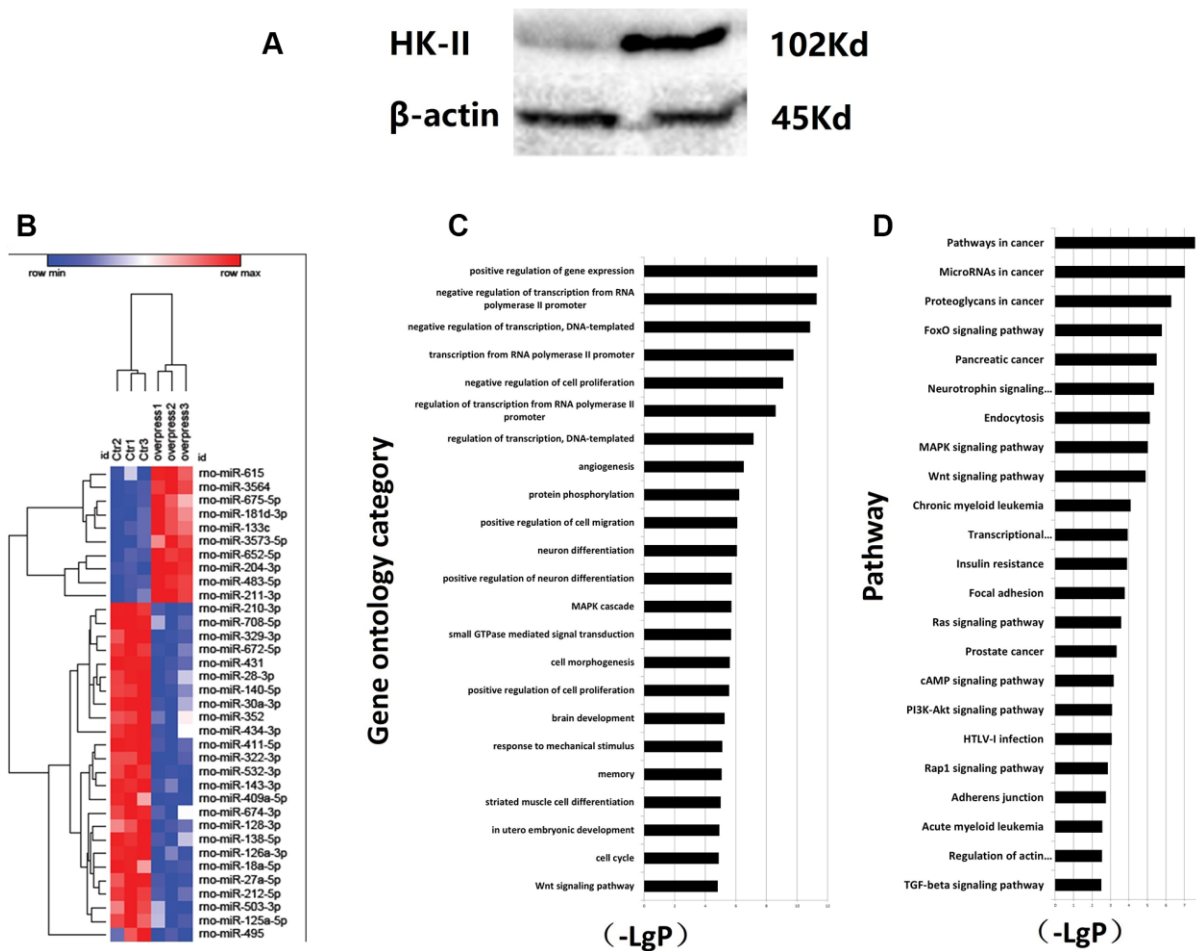 A
HK-II
102Kd
β-actin
45Kd
B
row min
row max
id
Ctr2
Ctr1
Ctr3
overpress1
overpress2
overpress3
id
rno-miR-615
rno-miR-3564
rno-miR-675-5p
rno-miR-181d-3p
rno-miR-133c
rno-miR-3573-5p
rno-miR-652-5p
rno-miR-204-3p
rno-miR-483-5p
rno-miR-211-3p
rno-miR-210-3p
rno-miR-708-5p
rno-miR-329-3p
rno-miR-672-5p
rno-miR-431
rno-miR-28-3p
rno-miR-140-5p
rno-miR-30a-3p
rno-miR-352
rno-miR-434-3p
rno-miR-411-5p
rno-miR-322-3p
rno-miR-532-3p
rno-miR-143-3p
rno-miR-409a-5p
rno-miR-674-3p
rno-miR-128-3p
rno-miR-138-5p
rno-miR-126a-3p
rno-miR-18a-5p
rno-miR-27a-5p
rno-miR-212-5p
rno-miR-503-3p
rno-miR-125a-5p
rno-miR-495
C
Gene ontology category
positive regulation of gene expression
negative regulation of transcription from RNA
polymerase II promoter
negative regulation of transcription, DNA-templated
transcription from RNA polymerase II promoter
negative regulation of cell proliferation
regulation of transcription from RNA polymerase II
promoter
regulation of transcription, DNA-templated
angiogenesis
protein phosphorylation
positive regulation of cell migration
neuron differentiation
positive regulation of neuron differentiation
MAPK cascade
small GTPase mediated signal transduction
cell morphogenesis
positive regulation of cell proliferation
brain development
response to mechanical stimulus
memory
striated muscle cell differentiation
in utero embryonic development
cell cycle
Wnt signaling pathway
0 2 4 6 8 10 12
(-LgP)
D
Pathway
Pathways in cancer
MicroRNAs in cancer
Proteoglycans in cancer
FoxO signaling pathway
Pancreatic cancer
Neurotrophin signaling…
Endocytosis
MAPK signaling pathway
Wnt signaling pathway
Chronic myeloid leukemia
Transcriptional…
Insulin resistance
Focal adhesion
Ras signaling pathway
Prostate cancer
cAMP signaling pathway
PI3K-Akt signaling pathway
HTLV-I infection
Rap1 signaling pathway
Adherens junction
Acute myeloid leukemia
Regulation of actin…
TGF-beta signaling pathway
0 1 2 3 4 5 6 7
(-LgP)